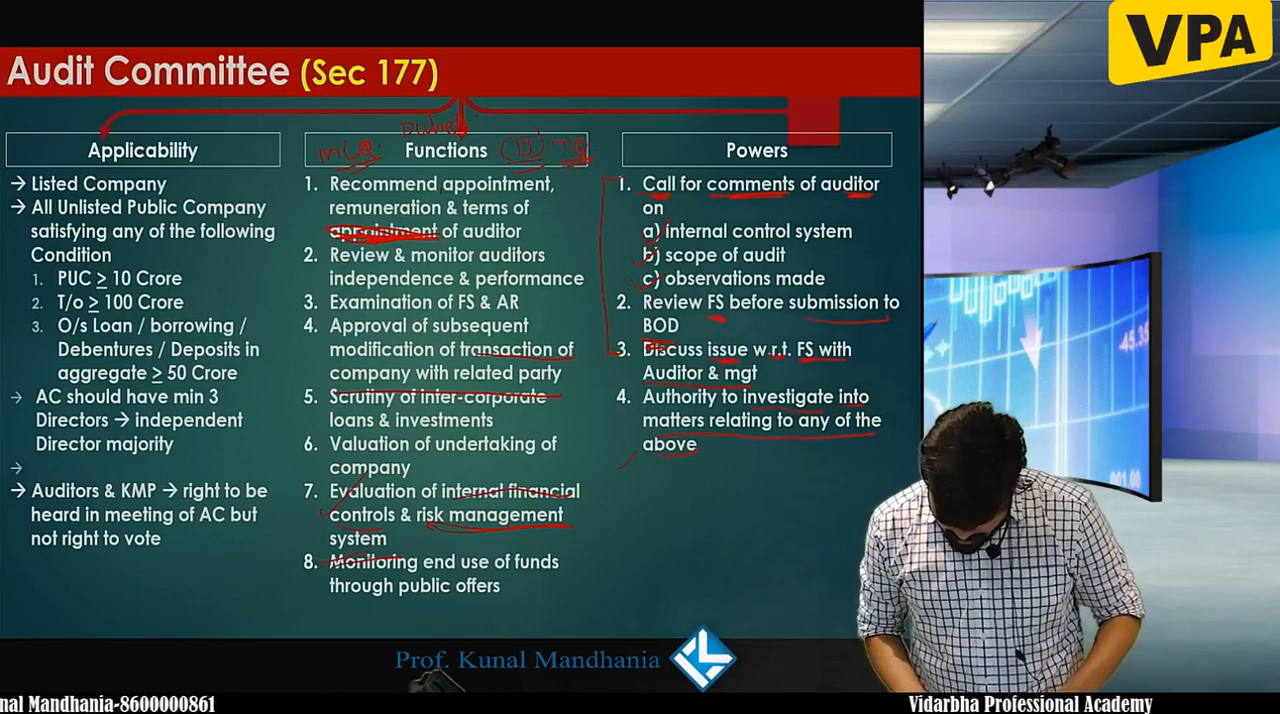 VPA
Audit Committee (Sec 177)
Applicability
→ Listed Company
→ All Unlisted Public Company
satisfying any of the following
Condition
1. PUC ≥ 10 Crore
2. T/o ≥ 100 Crore
3. O/s Loan / borrowing /
Debentures / Deposits in
aggregate ≥ 50 Crore
→ AC should have min 3
Directors → independent
Director majority
→
→ Auditors & KMP → right to be
heard in meeting of AC but
not right to vote
MCQ
Functions
1. Recommend appointment,
remuneration & terms of
appointment of auditor
2. Review & monitor auditors
independence & performance
3. Examination of FS & AR
4. Approval of subsequent
modification of transaction of
company with related party
5. Scrutiny of inter-corporate
loans & investments
6. Valuation of undertaking of
company
7. Evaluation of internal financial
controls & risk management
system
8. Monitoring end use of funds
through public offers
Powers
1. Call for comments of auditor
on
a) internal control system
b) scope of audit
c) observations made
2. Review FS before submission to
BOD
3. Discuss issue w.r.t. FS with
Auditor & mgt
4. Authority to investigate into
matters relating to any of the
above
-45.35
Prof. Kunal Mandhania
nal Mandhania-8600000861
Vidarbha Professional Academy